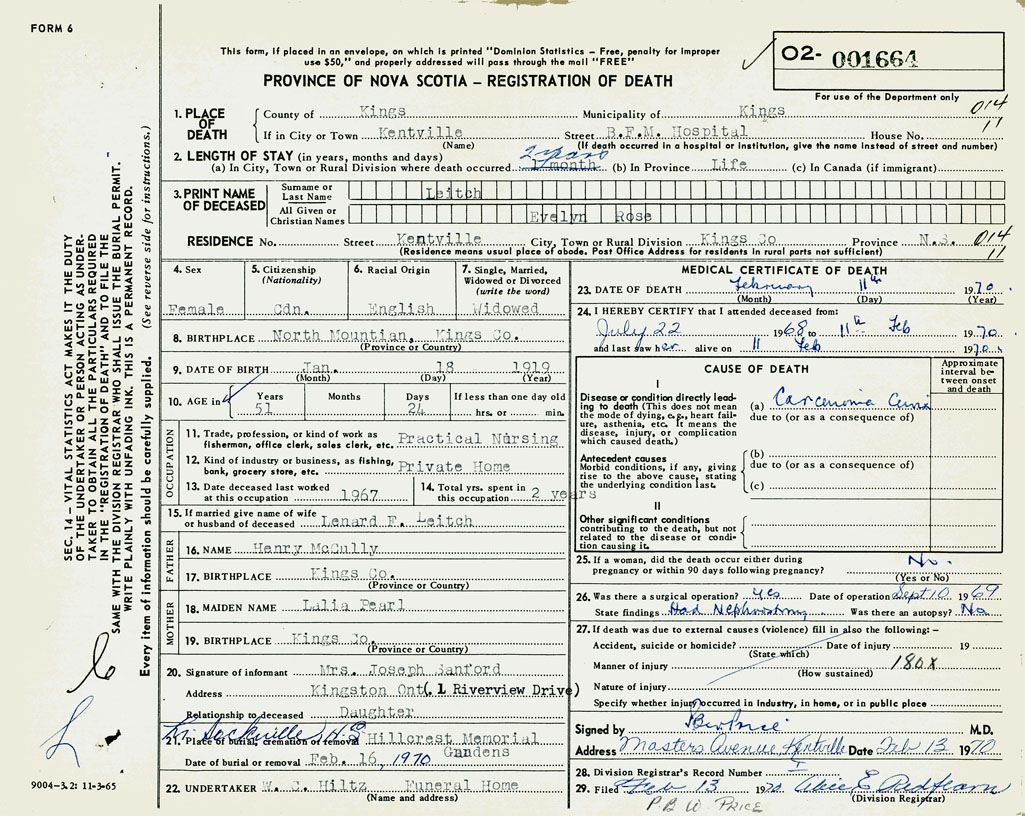 FORM 6
This form, if placed in an envelope, on which is printed "Dominion Statistics – Free, penalty for improper
use $50," and properly addressed will pass through the mail "FREE"
PROVINCE OF NOVA SCOTIA – REGISTRATION OF DEATH
02- 001664
For use of the Department only
014
11
1. PLACE OF DEATH
County of Kings Municipality of Kings
If in City or Town Kentville Street B.F.M. Hospital House No.
(Name) (If death occurred in a hospital or institution, give the name instead of street and number)
2. LENGTH OF STAY (in years, months and days)
2 years
(a) In City, Town or Rural Division where death occurred 1 month (b) In Province Life (c) In Canada (if immigrant)
3. PRINT NAME OF DECEASED
Surname or Last Name Leitch
All Given or Christian Names Evelyn Rose
RESIDENCE No. Street Kentville City, Town or Rural Division Kings Co Province N.S. 014
(Residence means usual place of abode. Post Office Address for residents in rural parts not sufficient) 11
4. Sex
Female
5. Citizenship
(Nationality)
Cdn.
6. Racial Origin
English
7. Single, Married,
Widowed or Divorced
(write the word)
Widowed
8. BIRTHPLACE North Mountian, Kings Co.
(Province or Country)
9. DATE OF BIRTH Jan. 18 1919
(Month) (Day) (Year)
10. AGE in
Years Months Days If less than one day old
51 24 hrs. or min.
OCCUPATION
11. Trade, profession, or kind of work as
fisherman, office clerk, sales clerk, etc. Practical Nursing
12. Kind of industry or business, as fishing,
bank, grocery store, etc. Private Home
13. Date deceased last worked
at this occupation 1967
14. Total yrs. spent in
this occupation 2 years
15. If married give name of wife
or husband of deceased Lenard F. Leitch
FATHER
16. NAME Henry McCully
17. BIRTHPLACE Kings Co.
(Province or Country)
MOTHER
18. MAIDEN NAME Lalia Pearl
19. BIRTHPLACE Kings Co.
(Province or Country)
20. Signature of informant Mrs. Joseph Sanford
Address Kingston Ont(. 1 Riverview Drive)
Relationship to deceased Daughter
Sackville, N.S.
21. Place of burial, cremation or removal Hillcrest Memorial
Gardens
Date of burial or removal Feb. 16, 1970
22. UNDERTAKER W. C. Hiltz Funeral Home
(Name and address)
MEDICAL CERTIFICATE OF DEATH
23. DATE OF DEATH February 11th 1970
(Month) (Day) (Year)
24. I HEREBY CERTIFY that I attended deceased from:
July 22 1968 to 11th Feb 1970
and last saw her alive on 11 Feb 1970
CAUSE OF DEATH
Approximate
interval be-
tween onset
and death
I
Disease or condition directly lead-
ing to death (This does not mean
the mode of dying, e.g., heart fail-
ure, asthenia, etc. It means the
disease, injury, or complication
which caused death.)
(a) Carcinoma
due to (or as a consequence of)
Antecedent causes
Morbid conditions, if any, giving
rise to the above cause, stating
the underlying condition last.
(b)
due to (or as a consequence of)
(c)
II
Other significant conditions
contributing to the death, but not
related to the disease or condi-
tion causing it.
25. If a woman, did the death occur either during
pregnancy or within 90 days following pregnancy? No.
(Yes or No)
26. Was there a surgical operation? Yes Date of operation Sept 10 1969
State findings Had Nephrostomy Was there an autopsy? No
27. If death was due to external causes (violence) fill in also the following: –
Accident, suicide or homicide? Date of injury 19
(State which)
Manner of injury 180X
(How sustained)
Nature of injury
Specify whether injury occurred in Industry, in home, or in public place
Signed by M.D.
Address Masters Avenue, Kentville Date Feb 13 1970
28. Division Registrar's Record Number
29. Filed Feb 13 1970 Alice E Redfearn
(Division Registrar)
P B W PRICE
SEC. 14 – VITAL STATISTICS ACT MAKES IT THE DUTY
OF THE UNDERTAKER OR PERSON ACTING AS UNDER-
TAKER TO OBTAIN ALL THE PARTICULARS REQUIRED
IN THE "REGISTRATION OF DEATH" AND TO FILE THE
SAME WITH THE DIVISION REGISTRAR WHO SHALL ISSUE THE BURIAL PERMIT.
WRITE PLAINLY WITH UNFADING INK. THIS IS A PERMANENT RECORD.
Every item of information should be carefully supplied. (See reverse side for instructions.)
9004-3.2: 11-3-65